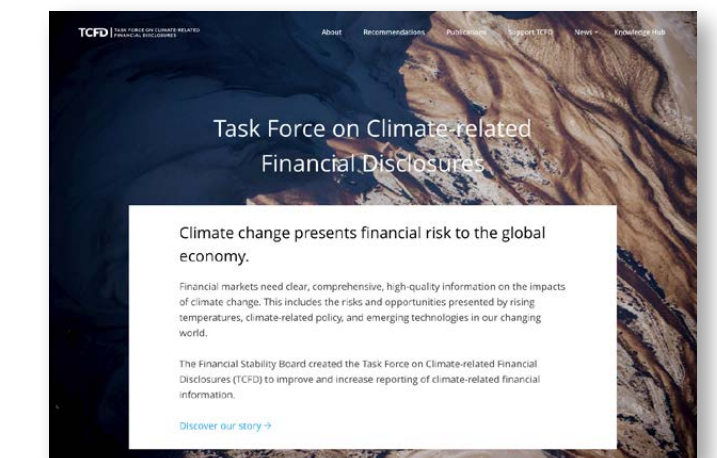 TCFD | TASK FORCE ON CLIMATE-RELATED
FINANCIAL DISCLOSURES
About Recommendations Publications Support TCFD News Knowledge Hub
Task Force on Climate-related
Financial Disclosures
Climate change presents financial risk to the global
economy.
Financial markets need clear, comprehensive, high-quality information on the impacts
of climate change. This includes the risks and opportunities presented by rising
temperatures, climate-related policy, and emerging technologies in our changing
world.
The Financial Stability Board created the Task Force on Climate-related Financial
Disclosures (TCFD) to improve and increase reporting of climate-related financial
information.
Discover our story →